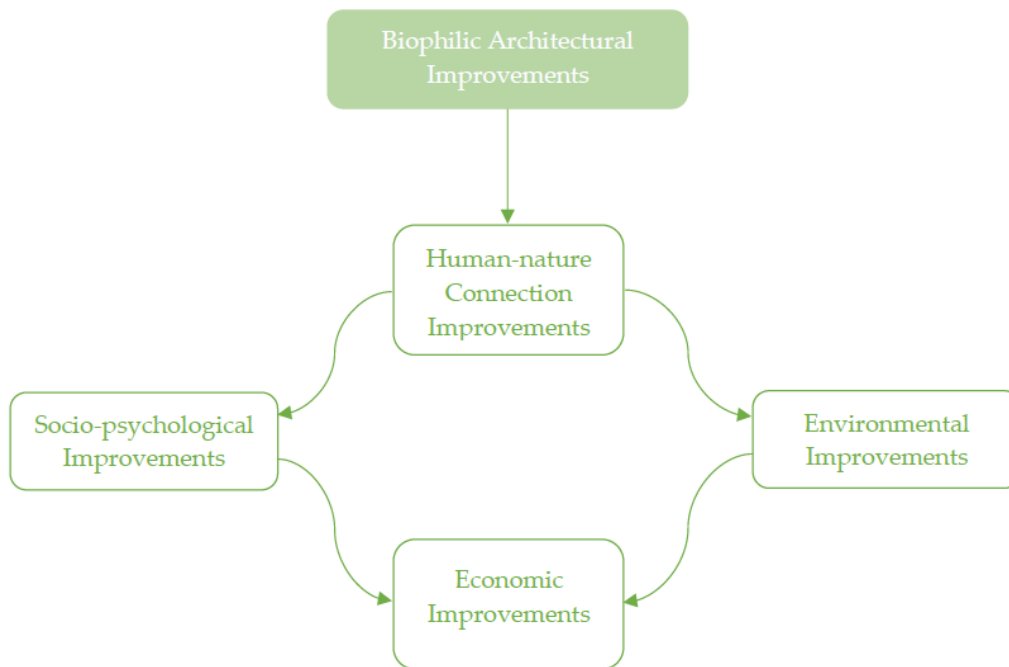 Biophilic Architectural
Improvements
Human-nature
Connection
Improvements
Socio-psychological
Improvements
Environmental
Improvements
Economic
Improvements